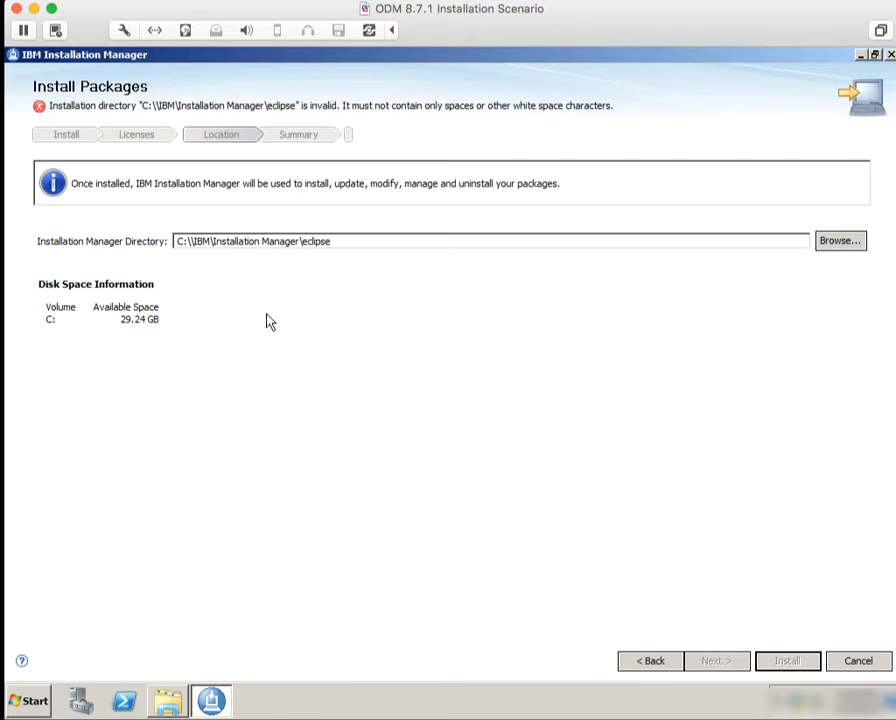 ODM 8.7.1 Installation Scenario
IBM Installation Manager
Install Packages
Installation directory "C:\\IBM\Installation Manager\eclipse" is invalid. It must not contain only spaces or other white space characters.
Install Licenses Location Summary
Once installed, IBM Installation Manager will be used to install, update, modify, manage and uninstall your packages.
Installation Manager Directory: C:\\IBM\Installation Manager\eclipse Browse...
Disk Space Information
Volume Available Space
C: 29.24 GB
? < Back Next > Install Cancel
Start